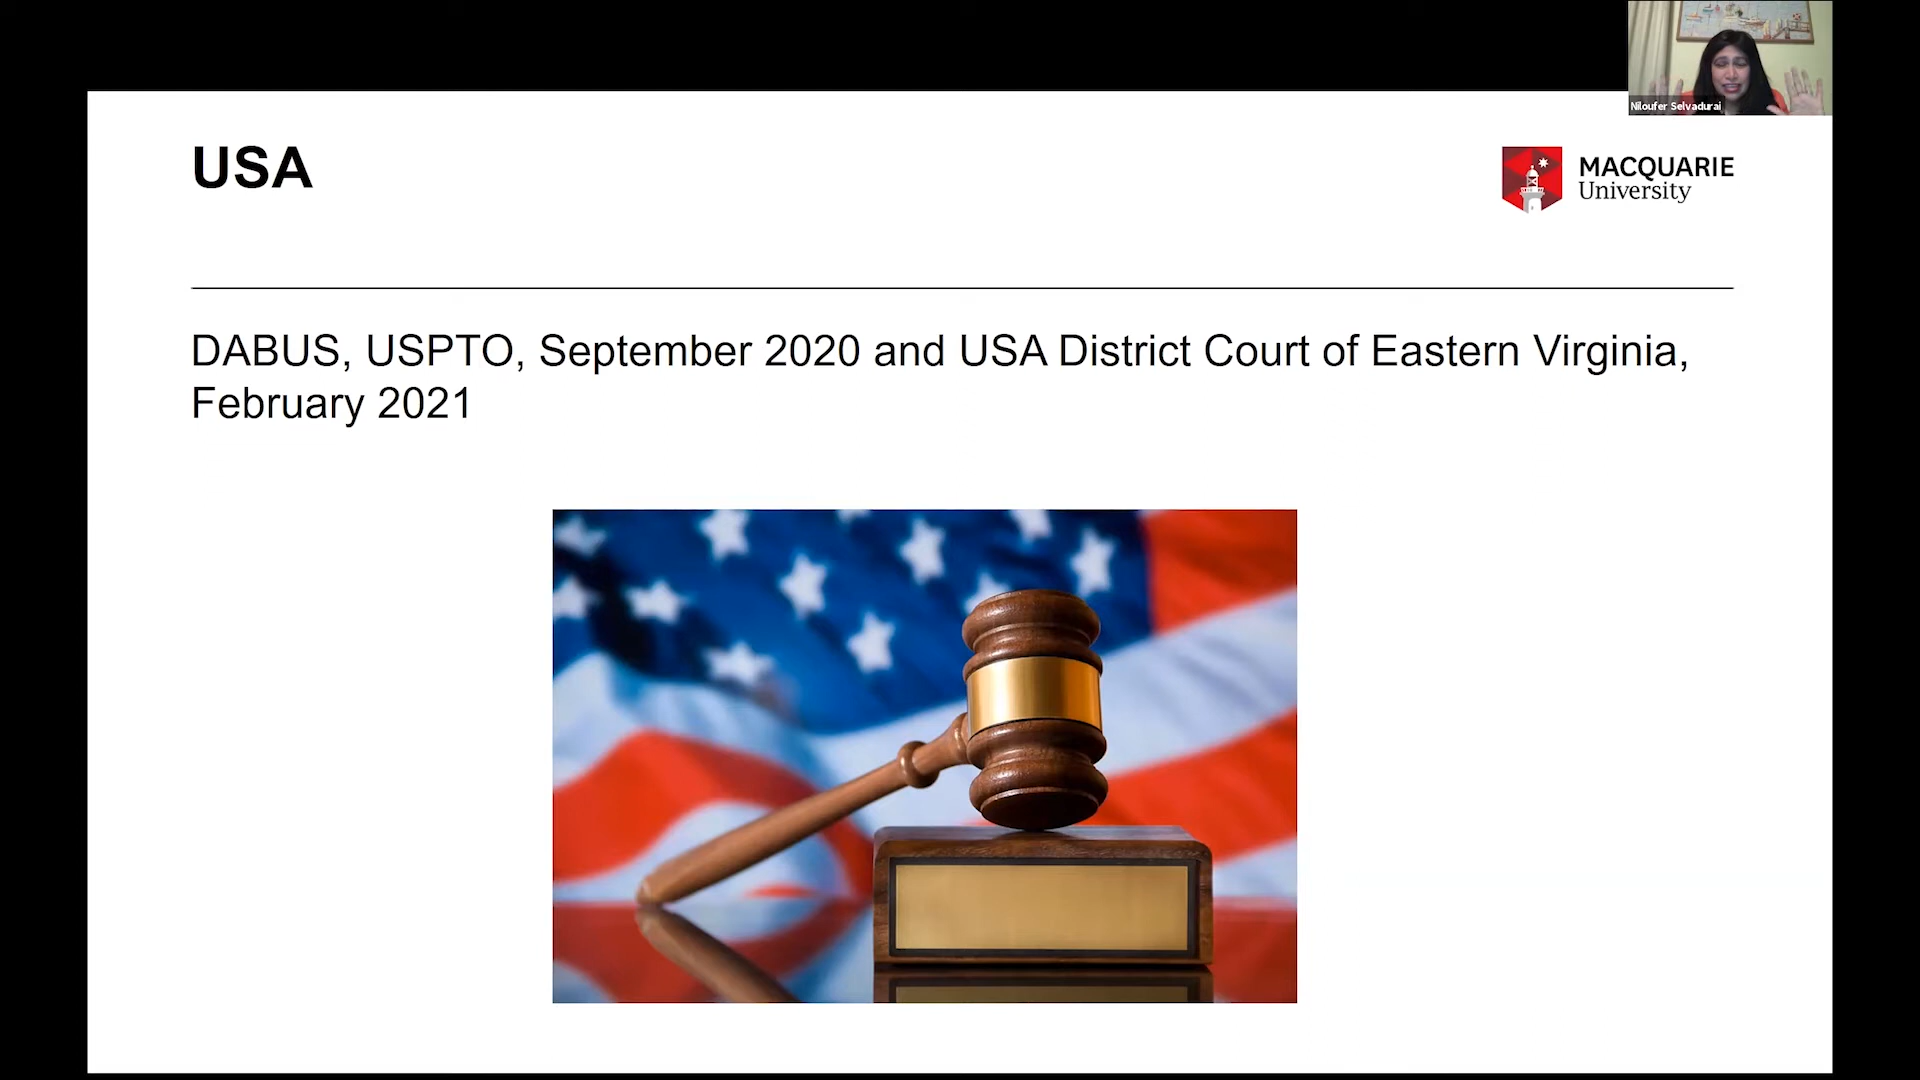 Niloufer Selvadurai
USA
MACQUARIE
University
DABUS, USPTO, September 2020 and USA District Court of Eastern Virginia,
February 2021